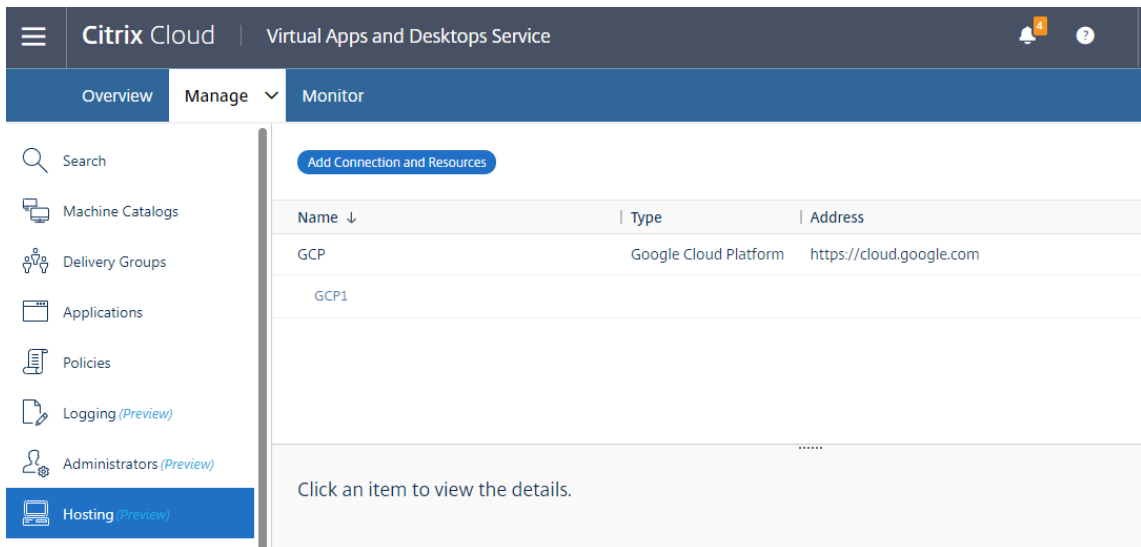 Citrix Cloud | Virtual Apps and Desktops Service 4 ?
Overview Manage Monitor
Search
Machine Catalogs
Delivery Groups
Applications
Policies
Logging (Preview)
Administrators (Preview)
Hosting (Preview)
Add Connection and Resources
Name ↓ Type Address
GCP Google Cloud Platform https://cloud.google.com
GCP1
Click an item to view the details.